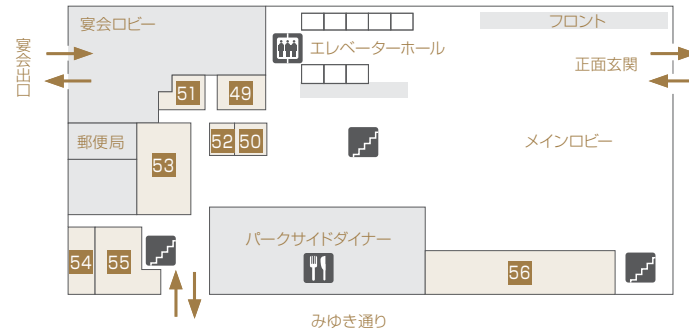 宴会ロビー
フロント
エレベーターホール
宴会出口
正面玄関
51
49
郵便局
52
50
メインロビー
53
パークサイドダイナー
54
55
56
みゆき通り